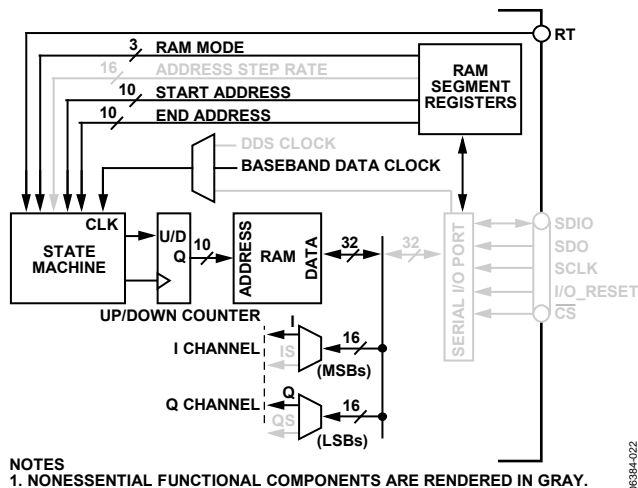 RT
3 RAM MODE
16 ADDRESS STEP RATE
10 START ADDRESS
10 END ADDRESS
RAM
SEGMENT
REGISTERS
DDS CLOCK
BASEBAND DATA CLOCK
CLK
STATE
MACHINE
U/D
Q
10
ADDRESS
RAM
DATA
32
32
SERIAL I/O PORT
SDIO
SDO
SCLK
I/O_RESET
CS
UP/DOWN COUNTER
I CHANNEL
I
IS
16
(MSBs)
Q CHANNEL
Q
QS
16
(LSBs)
NOTES
1. NONESSENTIAL FUNCTIONAL COMPONENTS ARE RENDERED IN GRAY.
06384-022